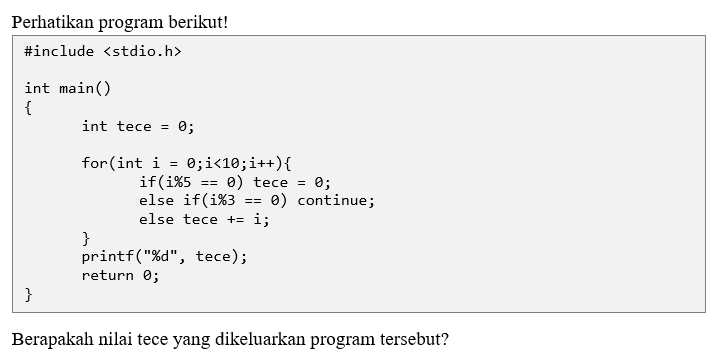 Perhatikan program berikut!
#include <stdio.h>
int main()
{
int tece = 0;
for(int i = 0;i<10;i++){
if(i%5 == 0) tece = 0;
else if(i%3 == 0) continue;
else tece += i;
}
printf("%d", tece);
return 0;
}
Berapakah nilai tece yang dikeluarkan program tersebut?